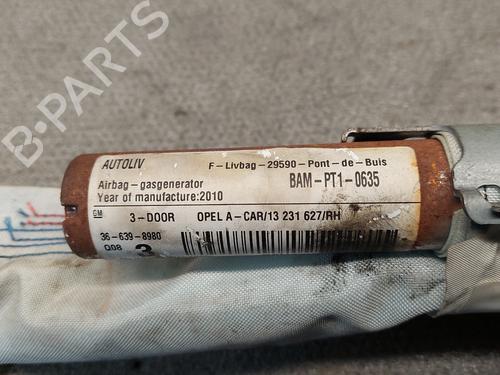 B-PARTS
AUTOLIV
F-Livbag-29590-Pont-de-Buis
Airbag-gasgenerator
BAM-PT1-0635
Year of manufacture:2010
GM
3-DOOR OPEL A-CAR/13 231 627/RH
36-639-8980
Q98 3